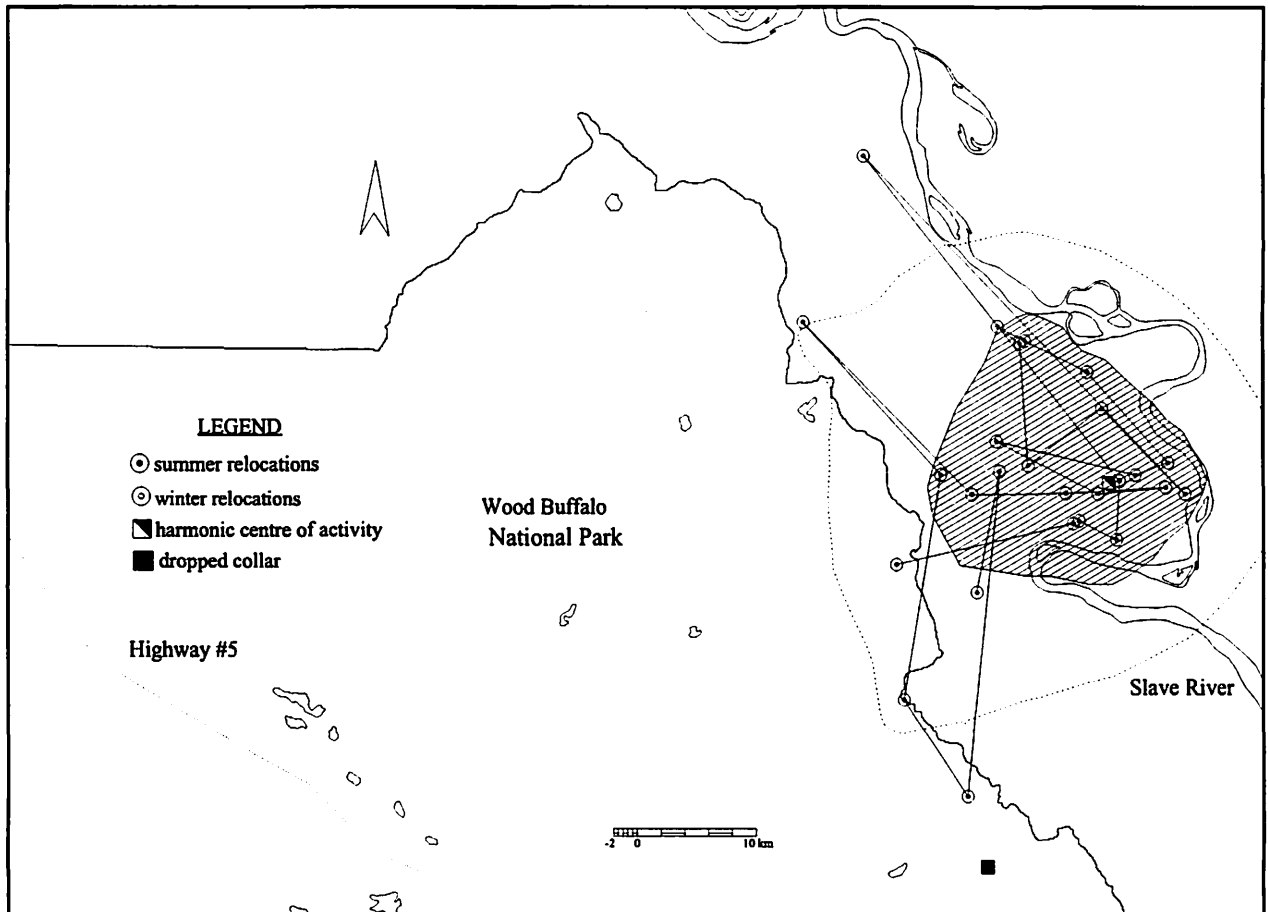 LEGEND
summer relocations
winter relocations
harmonic centre of activity
dropped collar
Wood Buffalo
National Park
Highway #5
Slave River
-2 0 10 km